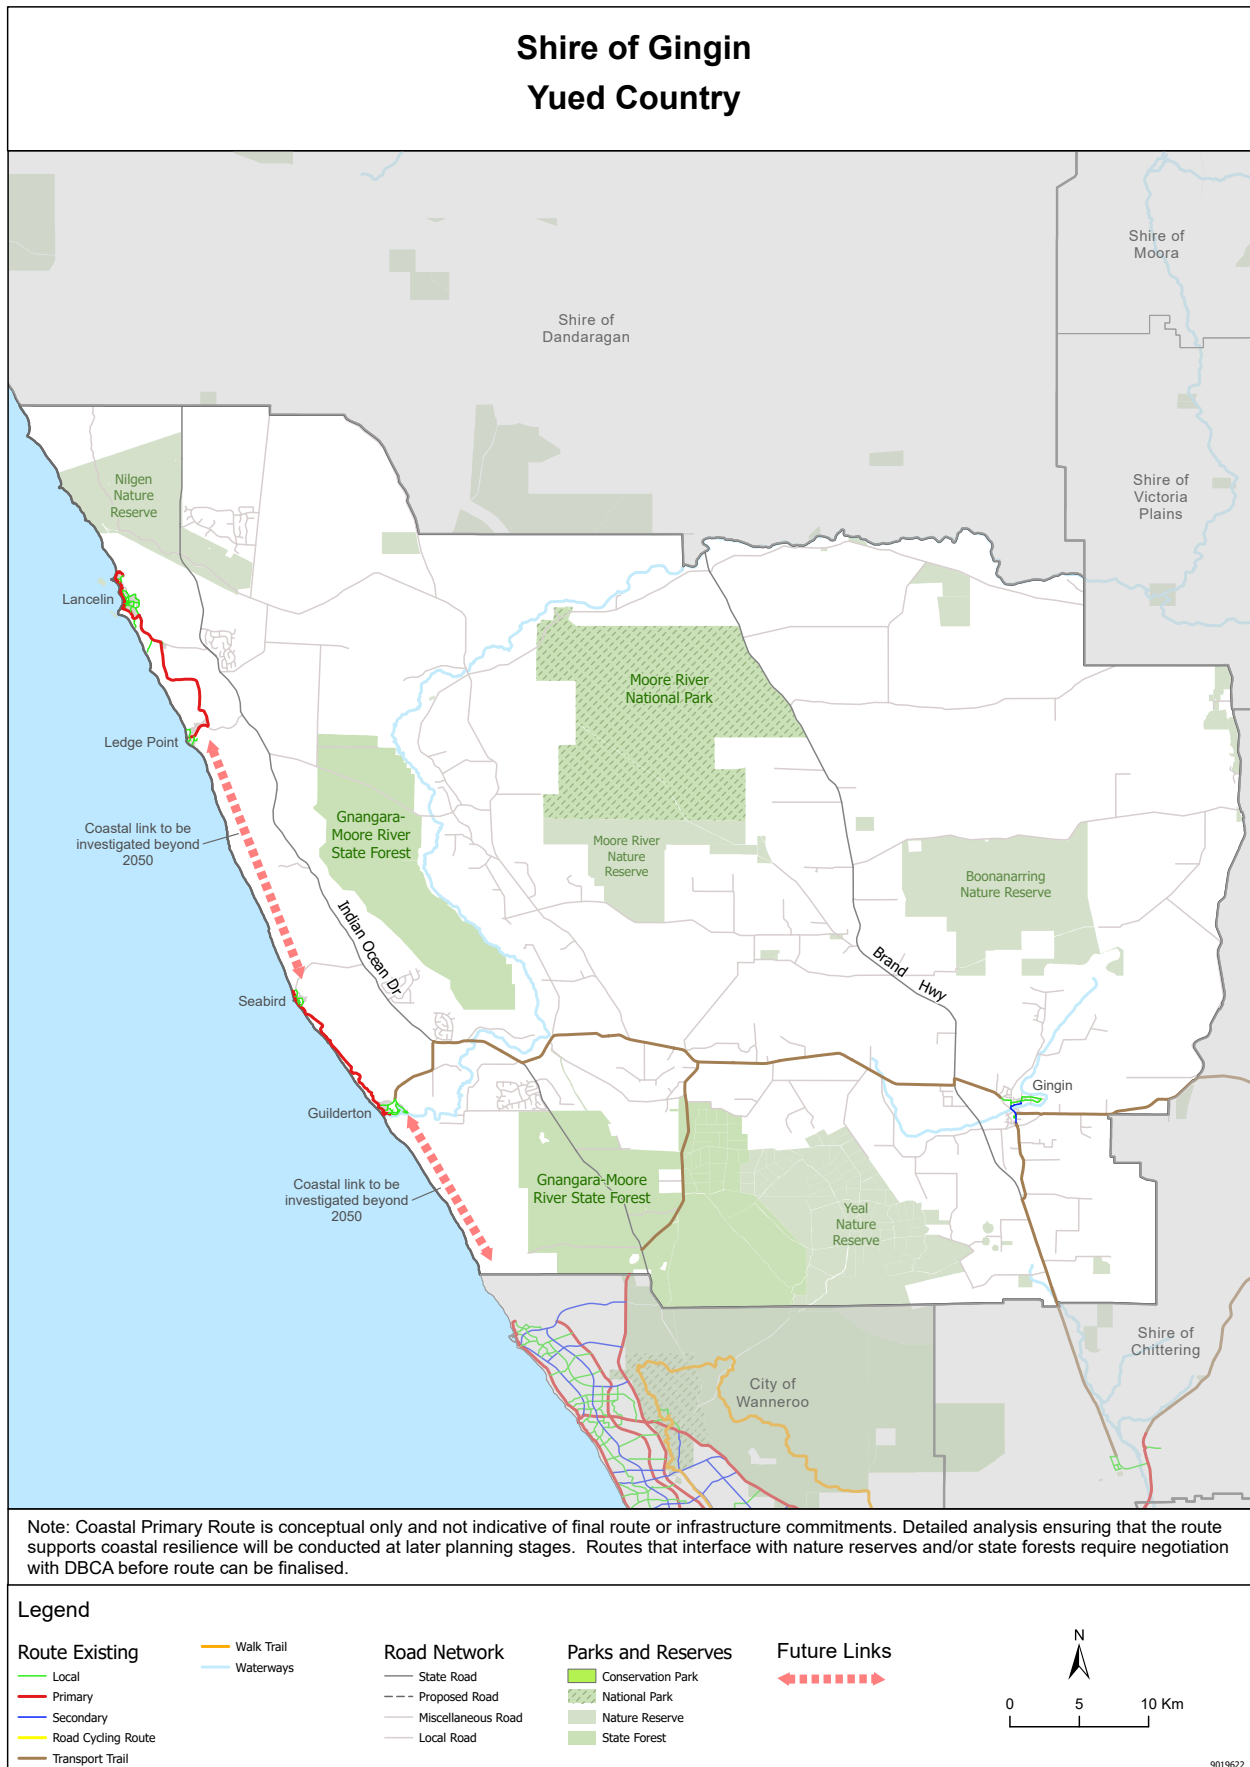 Shire of Gingin
Yued Country
Shire of
Moora
Shire of
Dandaragan
Shire of
Victoria
Plains
Nilgen
Nature
Reserve
Lancelin
Moore River
National Park
Ledge Point
Gnangara-
Moore River
State Forest
Coastal link to be
investigated beyond
2050
Moore River
Nature
Reserve
Boonanarring
Nature Reserve
Indian Ocean Dr
Brand Hwy
Seabird
Gingin
Guilderton
Coastal link to be
investigated beyond
2050
Gnangara-Moore
River State Forest
Yeal
Nature
Reserve
Shire of
Chittering
City of
Wanneroo
Note: Coastal Primary Route is conceptual only and not indicative of final route or infrastructure commitments. Detailed analysis ensuring that the route
supports coastal resilience will be conducted at later planning stages.  Routes that interface with nature reserves and/or state forests require negotiation
with DBCA before route can be finalised.
Legend
Route Existing
Local
Primary
Secondary
Road Cycling Route
Transport Trail
Walk Trail
Waterways
Road Network
State Road
Proposed Road
Miscellaneous Road
Local Road
Parks and Reserves
Conservation Park
National Park
Nature Reserve
State Forest
Future Links
N
0 5 10 Km
9019622